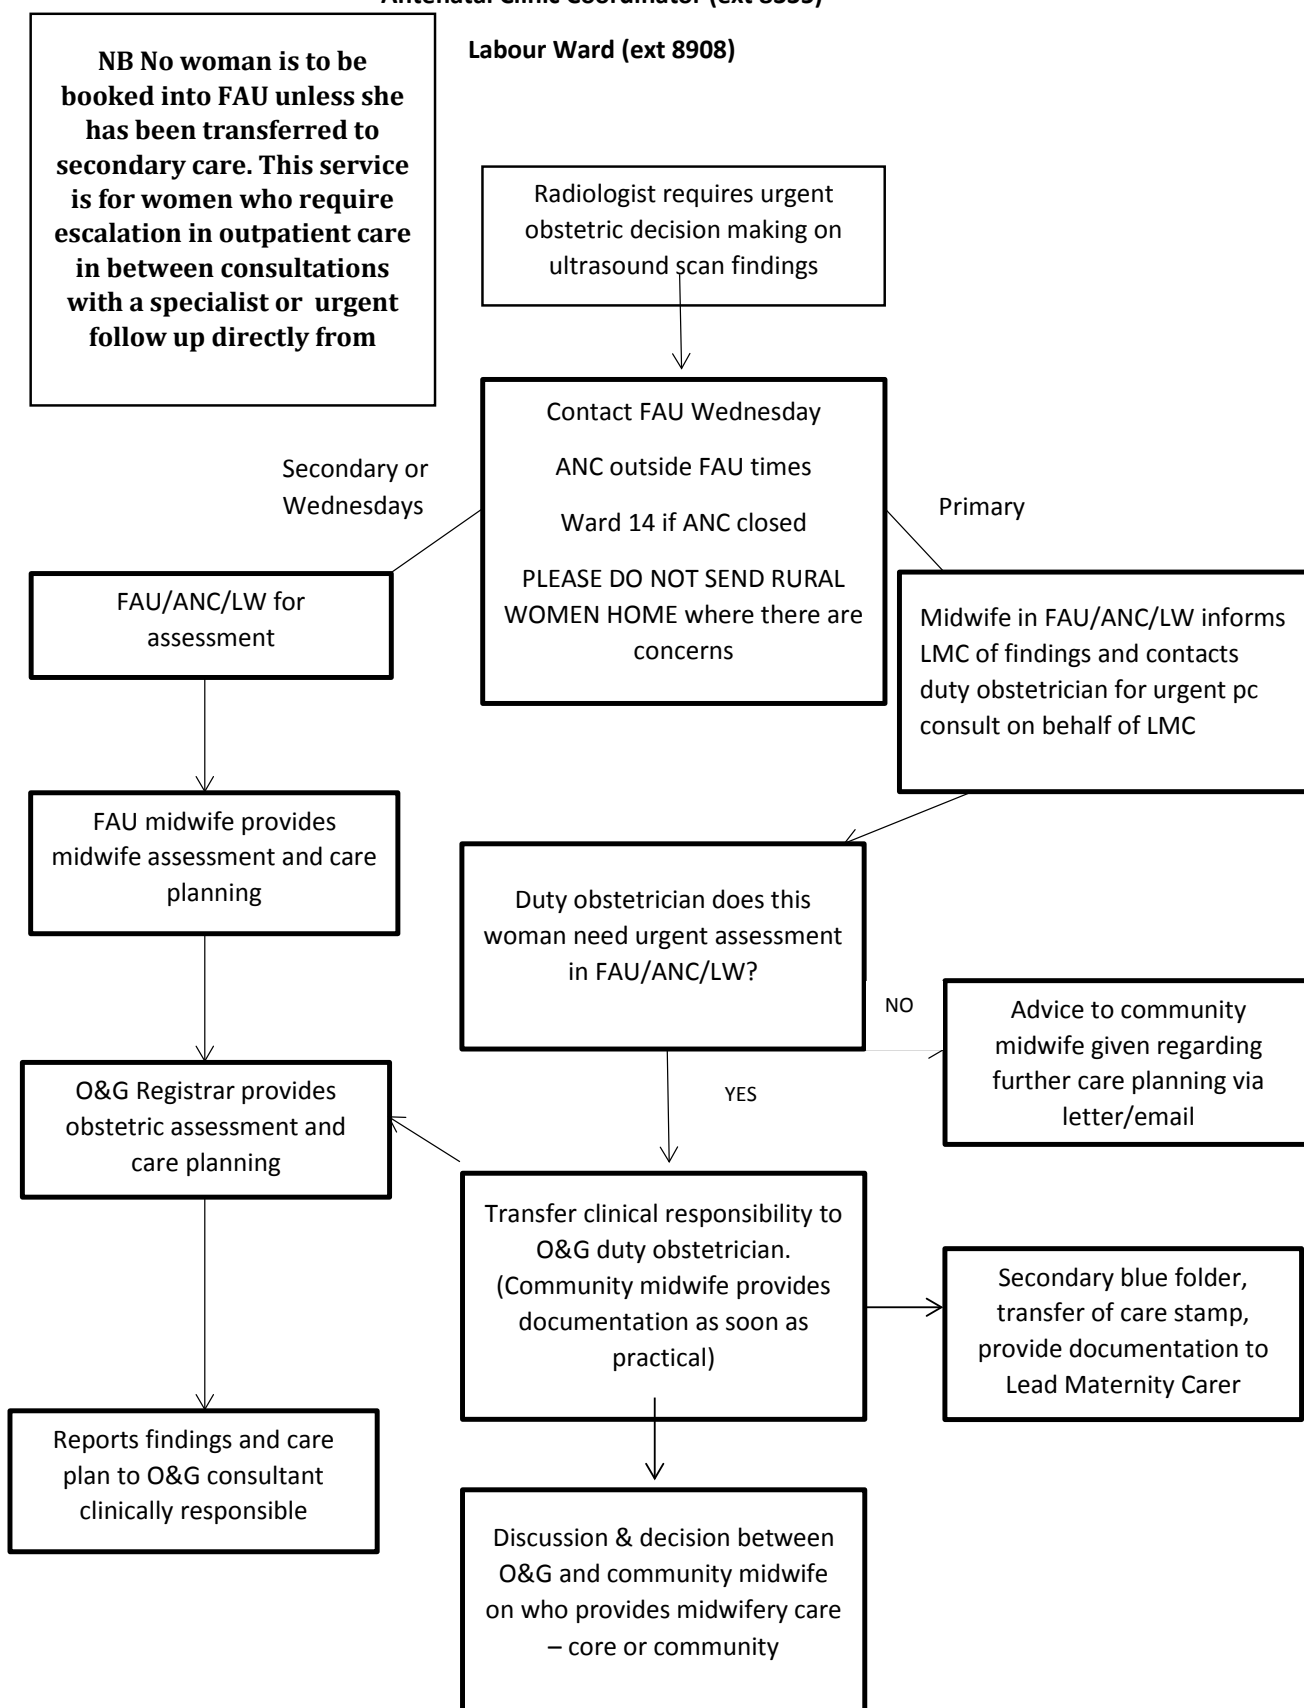 Labour Ward (ext 8908)
NB No woman is to be
booked into FAU unless she
has been transferred to
secondary care. This service
is for women who require
escalation in outpatient care
in between consultations
with a specialist or urgent
follow up directly from
Radiologist requires urgent
obstetric decision making on
ultrasound scan findings
Contact FAU Wednesday
ANC outside FAU times
Ward 14 if ANC closed
PLEASE DO NOT SEND RURAL
WOMEN HOME where there are
concerns
Secondary or
Wednesdays
Primary
FAU/ANC/LW for
assessment
Midwife in FAU/ANC/LW informs
LMC of findings and contacts
duty obstetrician for urgent pc
consult on behalf of LMC
FAU midwife provides
midwife assessment and care
planning
Duty obstetrician does this
woman need urgent assessment
in FAU/ANC/LW?
NO
Advice to community
midwife given regarding
further care planning via
letter/email
YES
O&G Registrar provides
obstetric assessment and
care planning
Transfer clinical responsibility to
O&G duty obstetrician.
(Community midwife provides
documentation as soon as
practical)
Secondary blue folder,
transfer of care stamp,
provide documentation to
Lead Maternity Carer
Reports findings and care
plan to O&G consultant
clinically responsible
Discussion & decision between
O&G and community midwife
on who provides midwifery care
– core or community